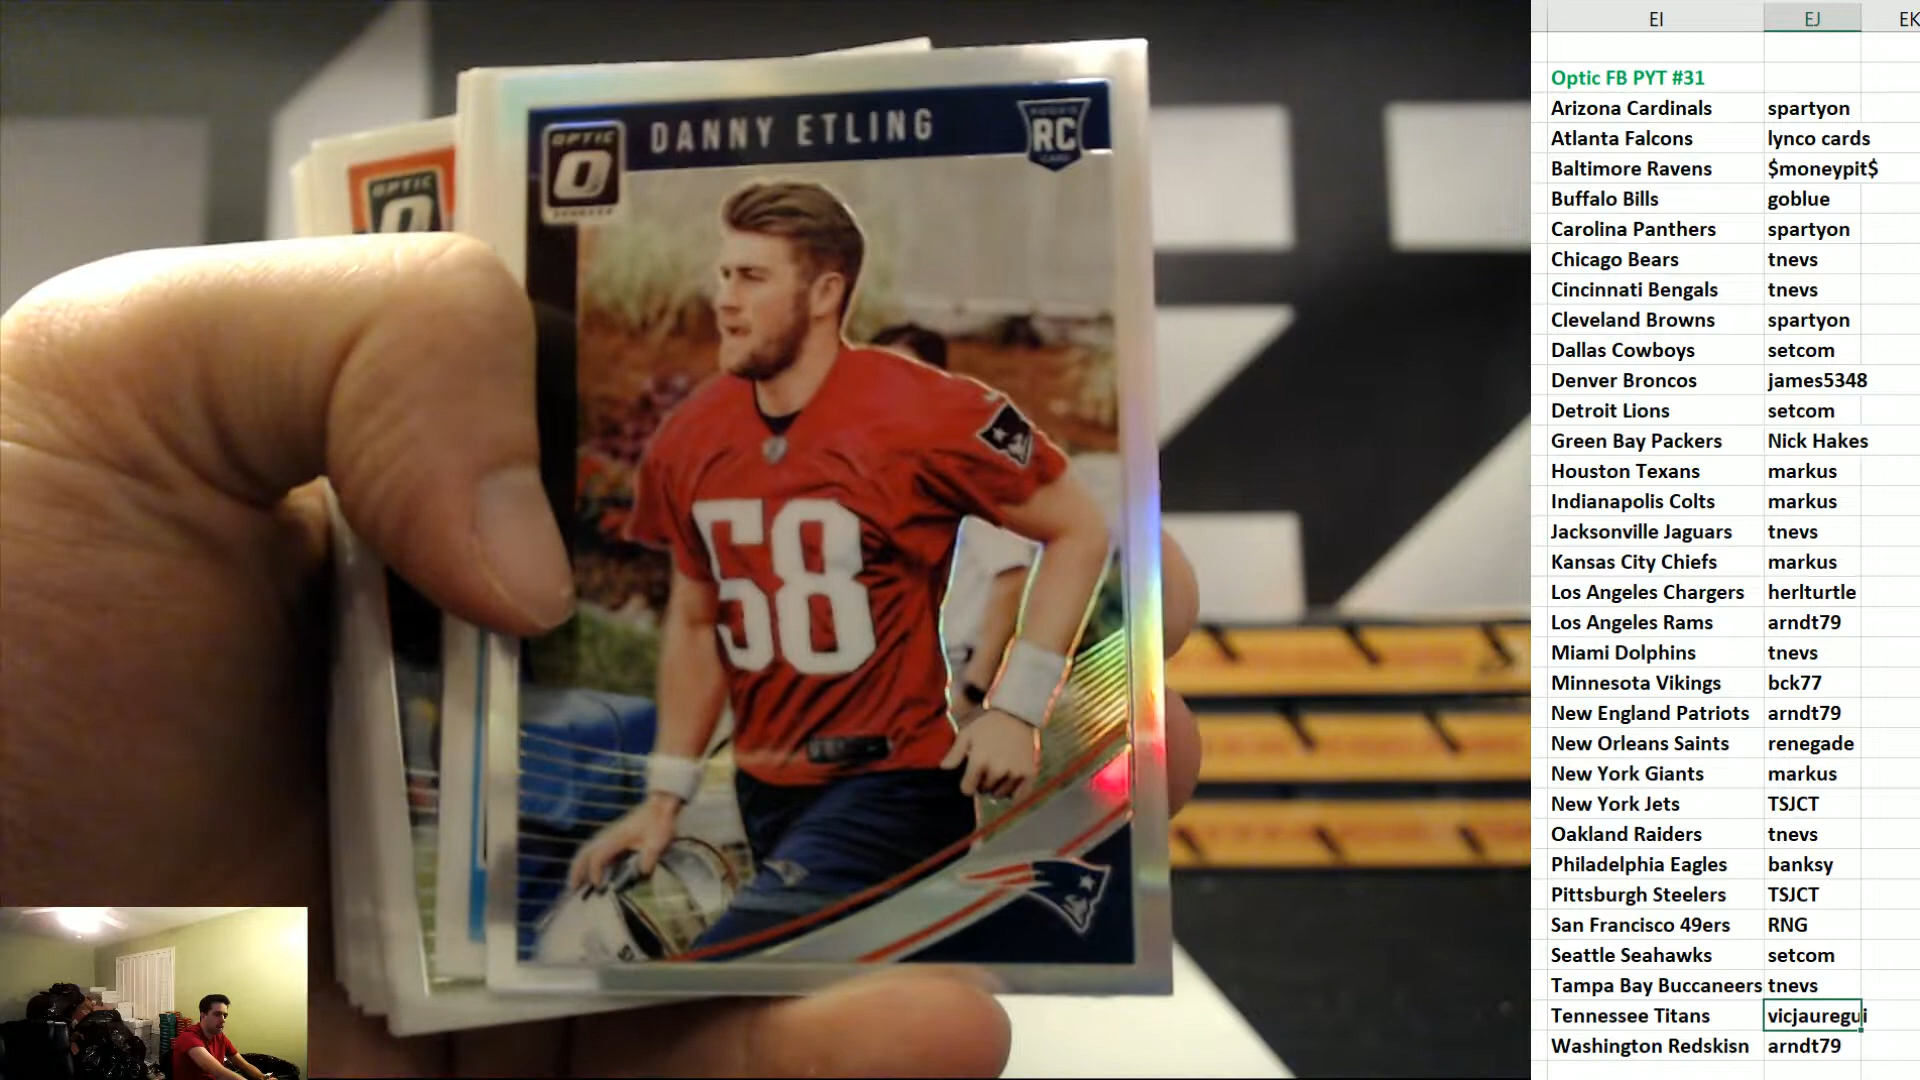 OPTIC
OPTIC
DANNY ETLING
RC
58
EI EJ EK
Optic FB PYT #31
Arizona Cardinals spartyon
Atlanta Falcons lynco cards
Baltimore Ravens $moneypit$
Buffalo Bills goblue
Carolina Panthers spartyon
Chicago Bears tnevs
Cincinnati Bengals tnevs
Cleveland Browns spartyon
Dallas Cowboys setcom
Denver Broncos james5348
Detroit Lions setcom
Green Bay Packers Nick Hakes
Houston Texans markus
Indianapolis Colts markus
Jacksonville Jaguars tnevs
Kansas City Chiefs markus
Los Angeles Chargers herlturtle
Los Angeles Rams arndt79
Miami Dolphins tnevs
Minnesota Vikings bck77
New England Patriots arndt79
New Orleans Saints renegade
New York Giants markus
New York Jets TSJCT
Oakland Raiders tnevs
Philadelphia Eagles banksy
Pittsburgh Steelers TSJCT
San Francisco 49ers RNG
Seattle Seahawks setcom
Tampa Bay Buccaneers tnevs
Tennessee Titans vicjauregui
Washington Redskisn arndt79